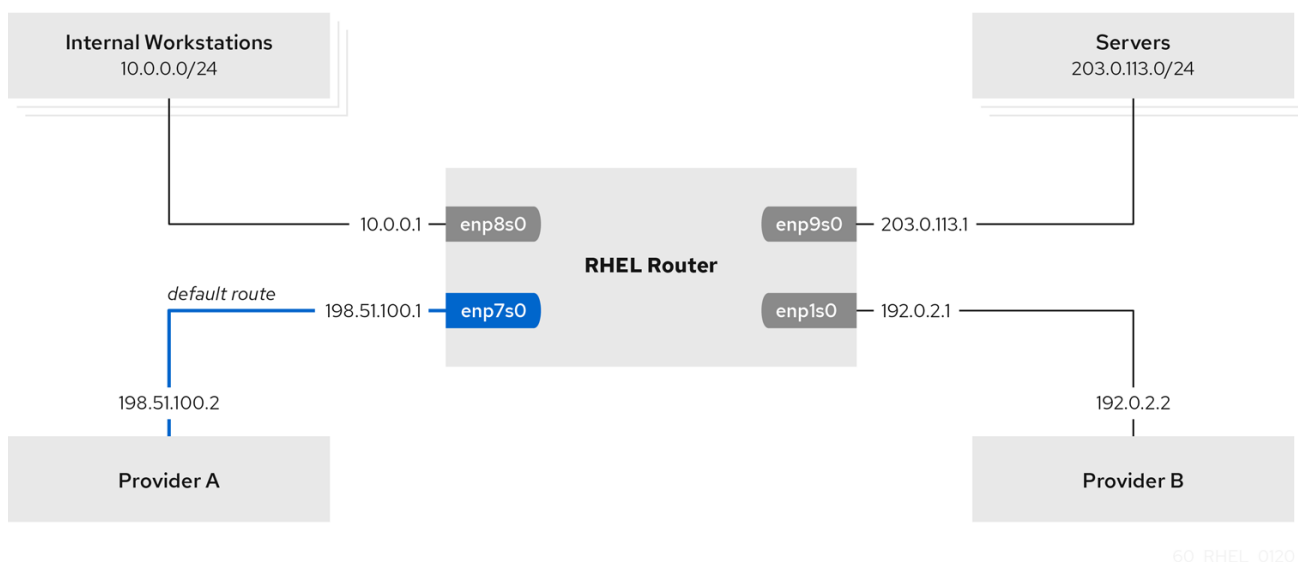 Internal Workstations
10.0.0.0/24
Servers
203.0.113.0/24
10.0.0.1
enp8s0
enp9s0
203.0.113.1
RHEL Router
default route
198.51.100.1
enp7s0
enp1s0
192.0.2.1
198.51.100.2
192.0.2.2
Provider A
Provider B
60_RHEL_0120